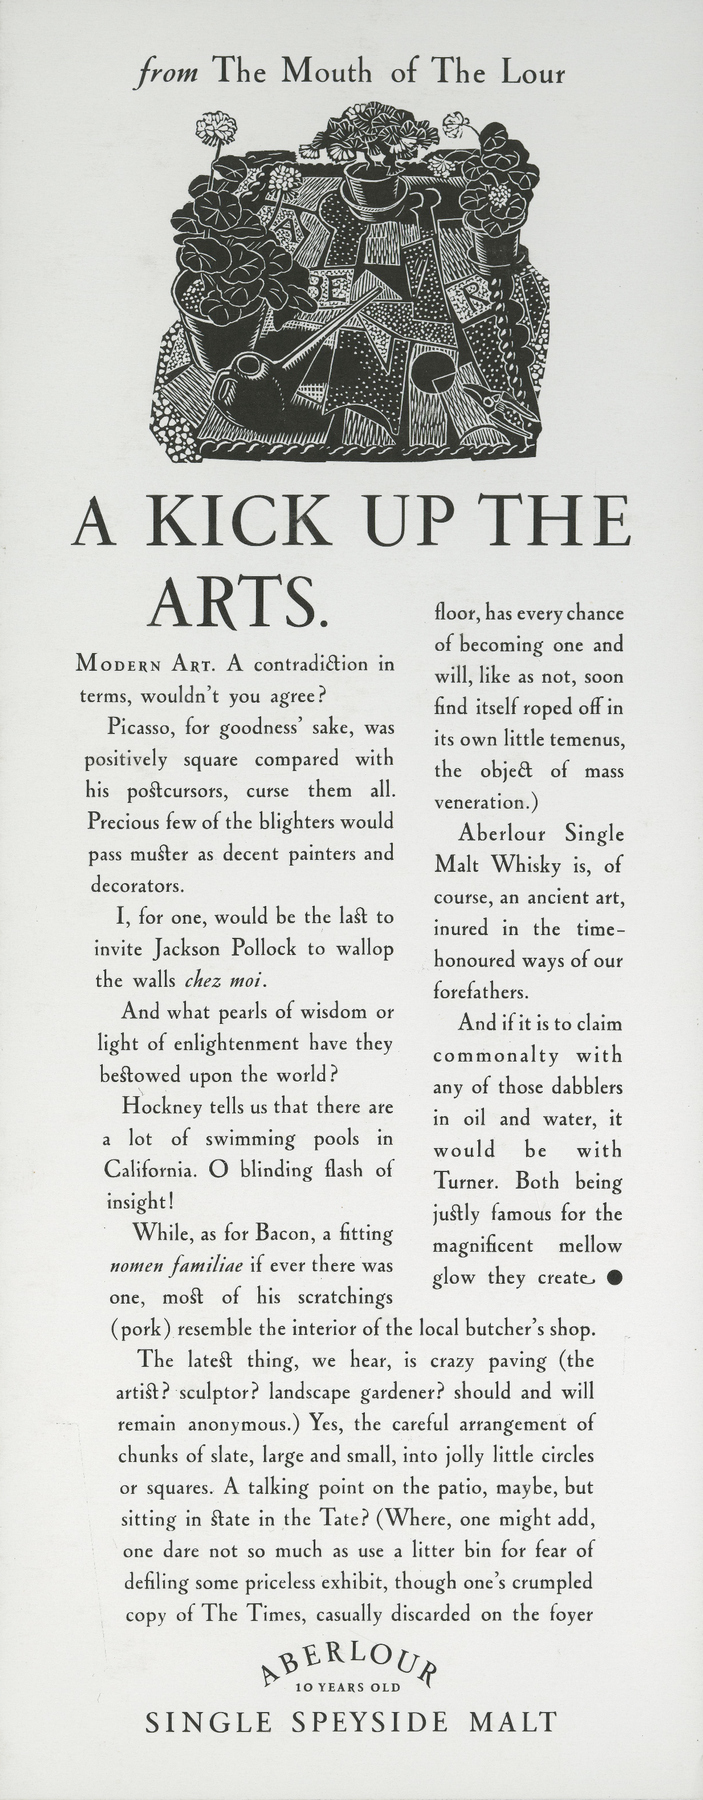 from The Mouth of The Lour
A
BE
R
A KICK UP THE
ARTS.
MODERN ART. A contradiction in
terms, wouldn't you agree?
Picasso, for goodness' sake, was
positively square compared with
his postcursors, curse them all.
Precious few of the blighters would
pass muster as decent painters and
decorators.
I, for one, would be the last to
invite Jackson Pollock to wallop
the walls chez moi.
And what pearls of wisdom or
light of enlightenment have they
bestowed upon the world?
Hockney tells us that there are
a lot of swimming pools in
California. O blinding flash of
insight!
While, as for Bacon, a fitting
nomen familiae if ever there was
one, most of his scratchings
(pork) resemble the interior of the local butcher's shop.
The latest thing, we hear, is crazy paving (the
artist? sculptor? landscape gardener? should and will
remain anonymous.) Yes, the careful arrangement of
chunks of slate, large and small, into jolly little circles
or squares. A talking point on the patio, maybe, but
sitting in state in the Tate? (Where, one might add,
one dare not so much as use a litter bin for fear of
defiling some priceless exhibit, though one's crumpled
copy of The Times, casually discarded on the foyer
floor, has every chance
of becoming one and
will, like as not, soon
find itself roped off in
its own little temenus,
the object of mass
veneration.)
Aberlour Single
Malt Whisky is, of
course, an ancient art,
inured in the time-
honoured ways of our
forefathers.
And if it is to claim
commonalty with
any of those dabblers
in oil and water, it
would be with
Turner. Both being
justly famous for the
magnificent mellow
glow they create ●
ABERLOUR
10 YEARS OLD
SINGLE SPEYSIDE MALT